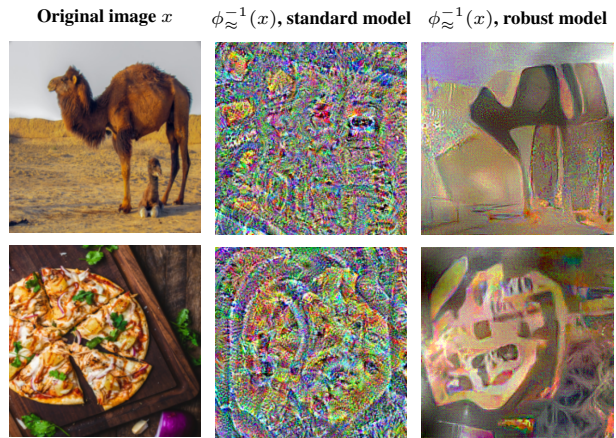 Original image x
φ≈⁻¹(x), standard model
φ≈⁻¹(x), robust model